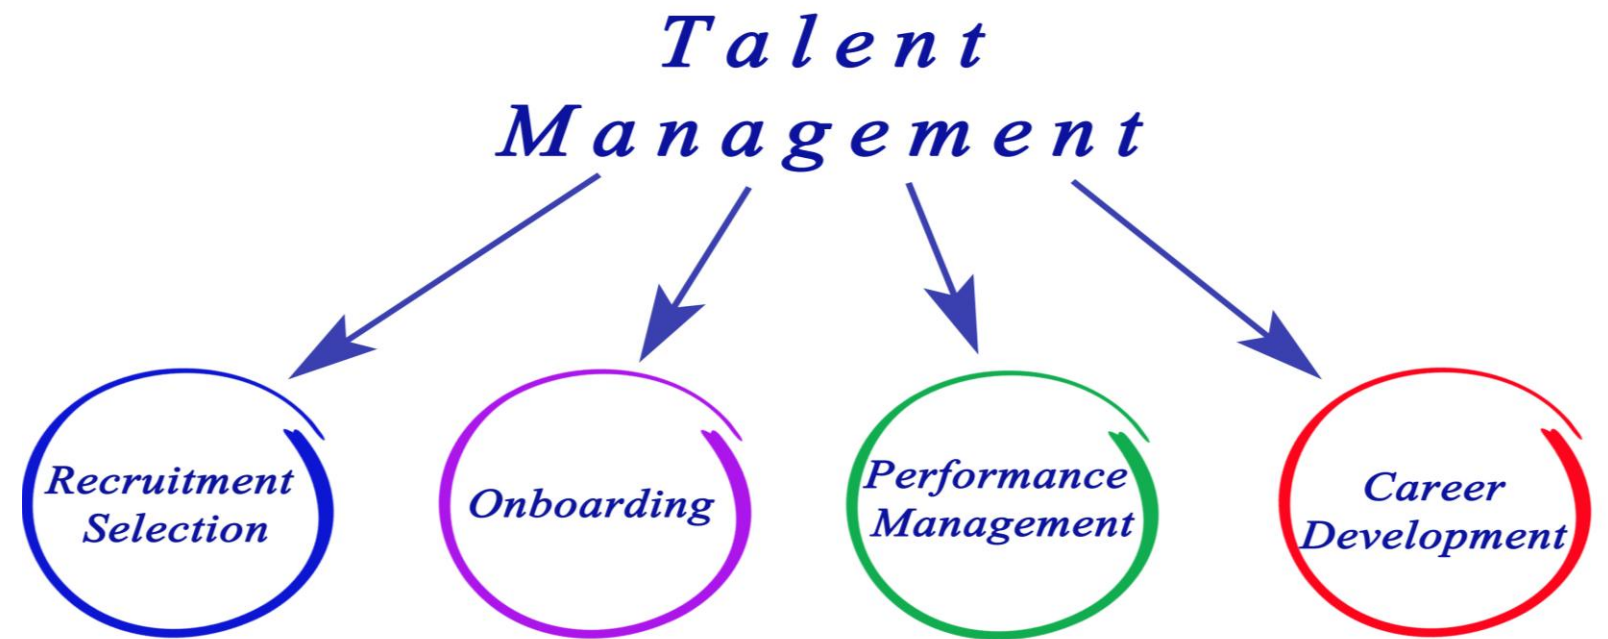 Talent
Management
Recruitment
Selection
Onboarding
Performance
Management
Career
Development